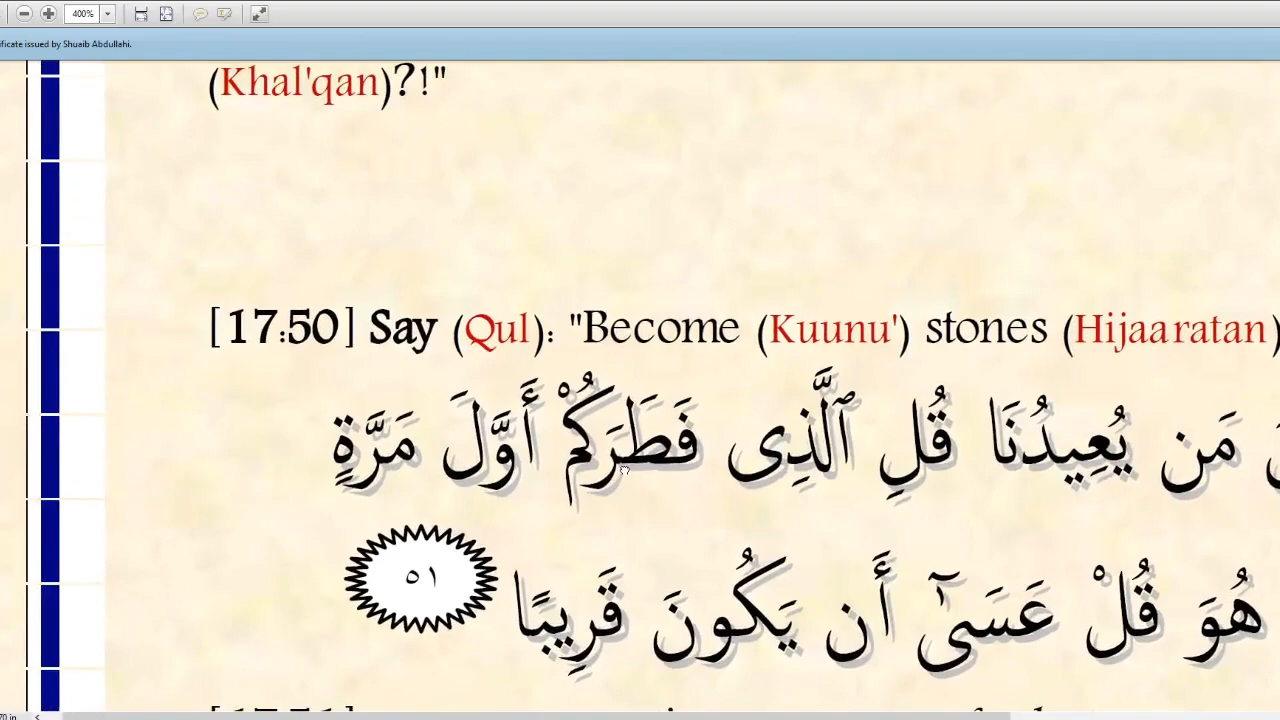 400%
ificate issued by Shuaib Abdullahi.
(Khal'qan)?!"
[17:50] Say (Qul): "Become (Kuunu') stones (Hijaaratan)
مَن يُعِيدُنَا قُلِ ٱلَّذِى فَطَرَكُمْ أَوَّلَ مَرَّةٍ
هُوَ قُلْ عَسَىٰٓ أَن يَكُونَ قَرِيبًا ٥١